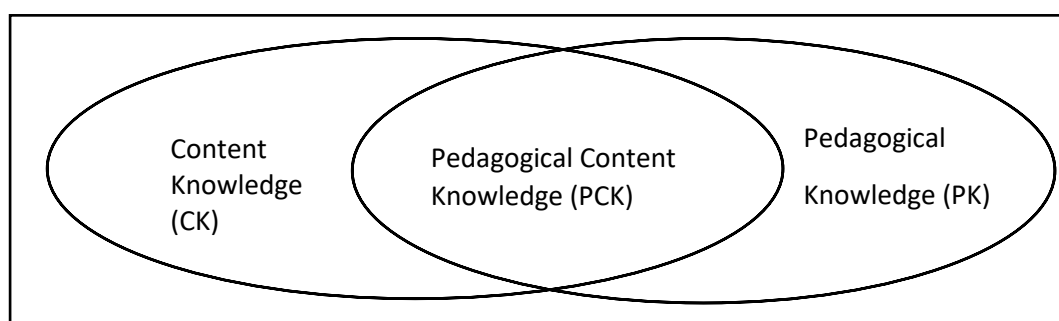 Content
Knowledge
(CK)
Pedagogical Content
Knowledge (PCK)
Pedagogical
Knowledge (PK)